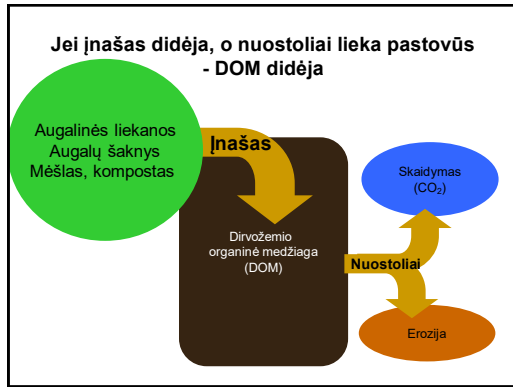 Jei įnašas didėja, o nuostoliai lieka pastovūs
- DOM didėja
Augalinės liekanos
Augalų šaknys
Mėšlas, kompostas
Įnašas
Dirvožemio
organinė medžiaga
(DOM)
Nuostoliai
Skaidymas
(CO₂)
Erozija